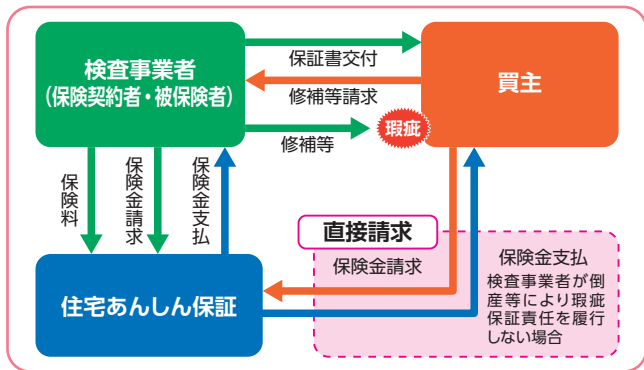 検査事業者
(保険契約者・被保険者)
保証書交付
修補等請求
修補等
瑕疵
買主
保険料
保険金請求
保険金支払
直接請求
保険金請求
住宅あんしん保証
保険金支払
検査事業者が倒
産等により瑕疵
保証責任を履行
しない場合